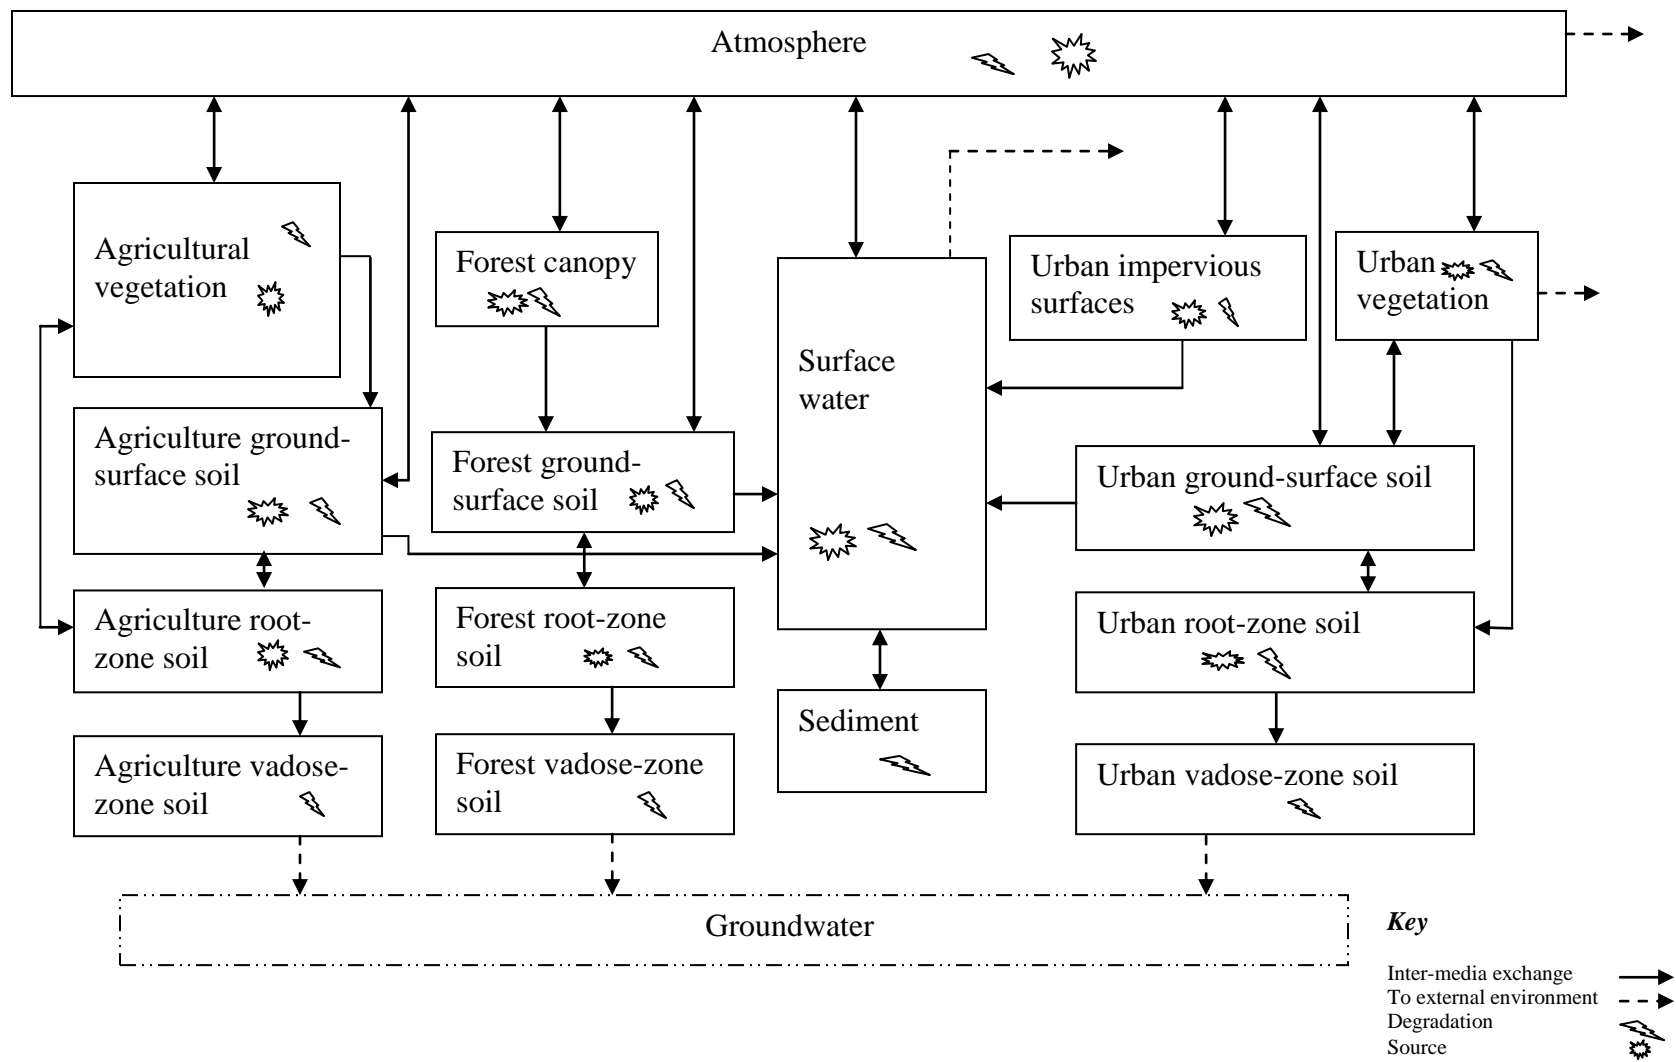 Atmosphere
Agricultural
vegetation
Forest canopy
Urban impervious
surfaces
Urban
vegetation
Surface
water
Agriculture ground-
surface soil
Forest ground-
surface soil
Urban ground-surface soil
Agriculture root-
zone soil
Forest root-zone
soil
Urban root-zone soil
Sediment
Agriculture vadose-
zone soil
Forest vadose-zone
soil
Urban vadose-zone soil
Groundwater
Key
Inter-media exchange
To external environment
Degradation
Source